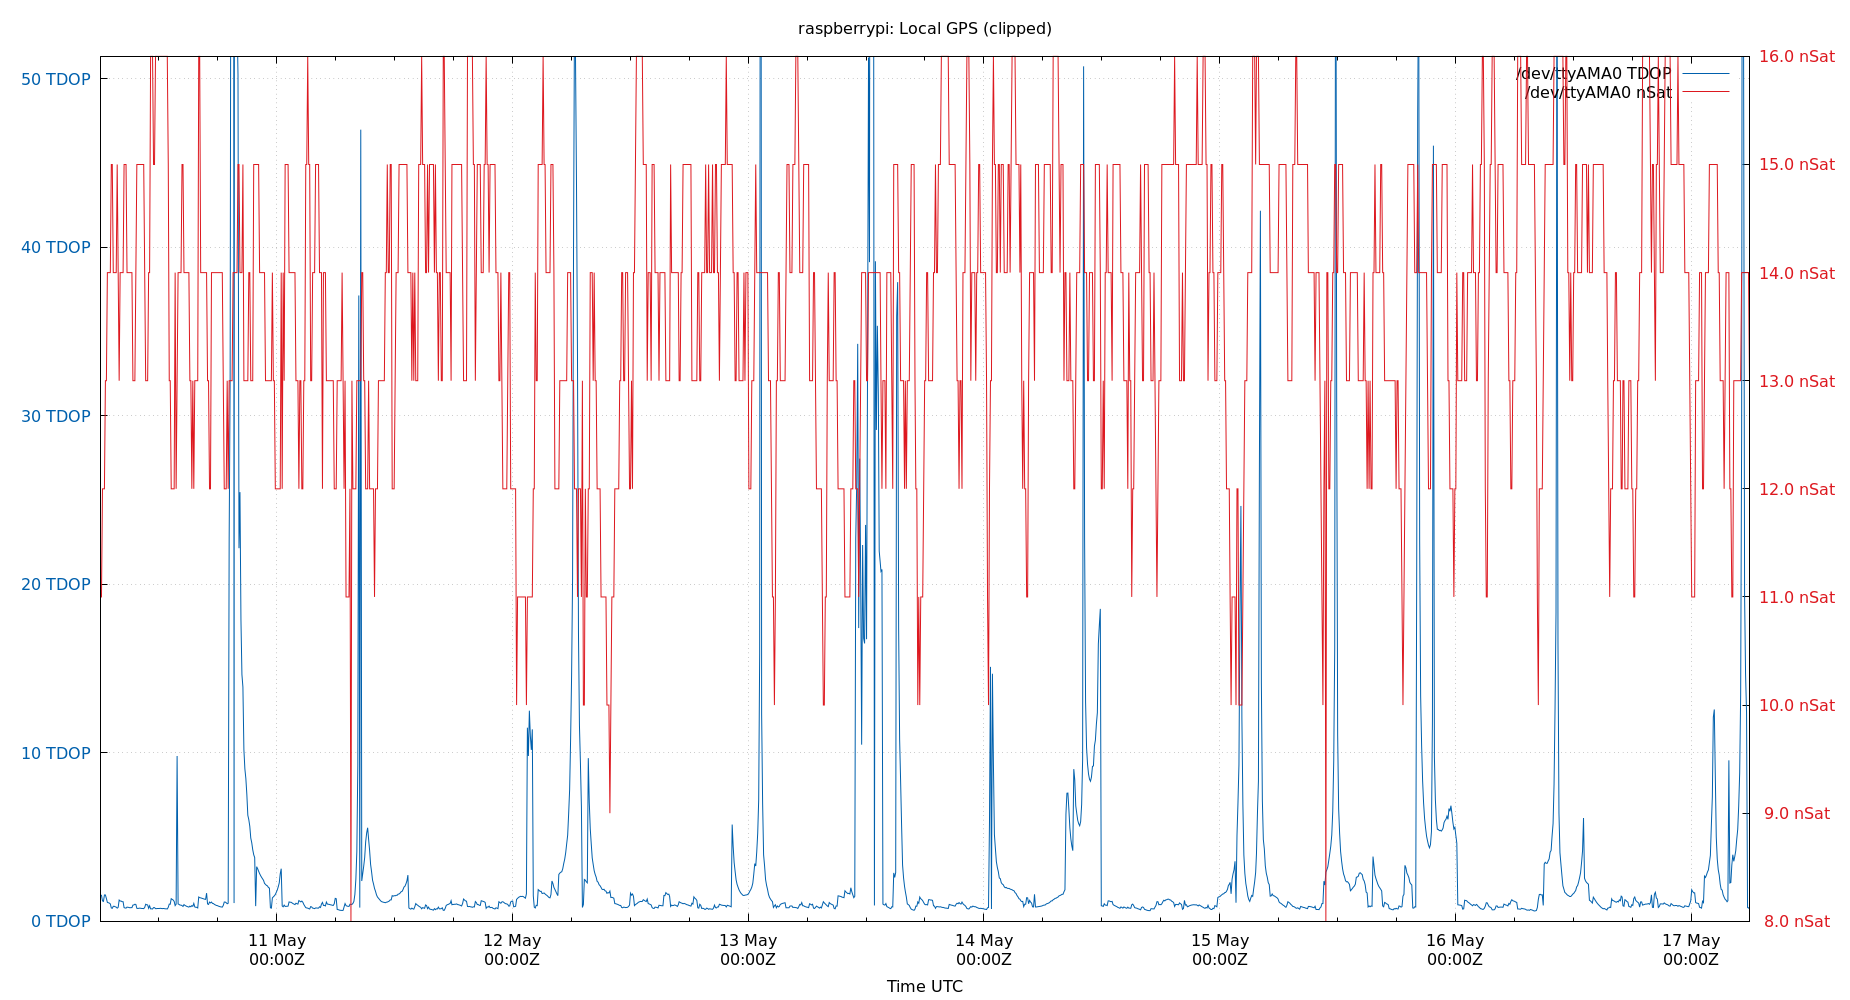 raspberrypi: Local GPS (clipped)
50 TDOP
40 TDOP
30 TDOP
20 TDOP
10 TDOP
0 TDOP
16.0 nSat
15.0 nSat
14.0 nSat
13.0 nSat
12.0 nSat
11.0 nSat
10.0 nSat
9.0 nSat
8.0 nSat
/dev/ttyAMA0 TDOP
/dev/ttyAMA0 nSat
11 May
00:00Z
12 May
00:00Z
13 May
00:00Z
14 May
00:00Z
15 May
00:00Z
16 May
00:00Z
17 May
00:00Z
Time UTC